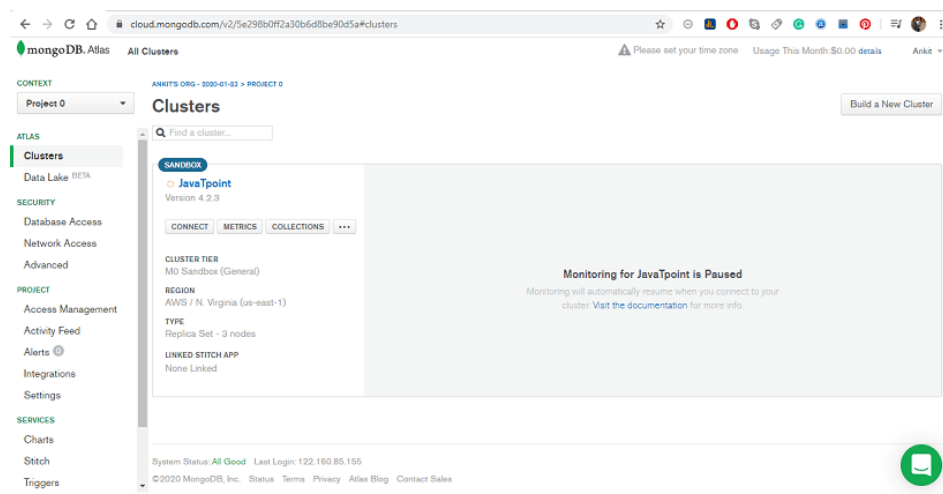 cloud.mongodb.com/v2/5e298b0ff2a30b6d8be90d5a#clusters
mongoDB. Atlas All Clusters
Please set your time zone Usage This Month:$0.00 details Ankit
CONTEXT
Project 0
ANKIT'S ORG - 2020-01-23 > PROJECT 0
Clusters
Build a New Cluster
Find a cluster...
ATLAS
Clusters
Data Lake BETA
SECURITY
Database Access
Network Access
Advanced
PROJECT
Access Management
Activity Feed
Alerts 0
Integrations
Settings
SERVICES
Charts
Stitch
Triggers
SANDBOX
JavaTpoint
Version 4.2.3
CONNECT METRICS COLLECTIONS ...
CLUSTER TIER
M0 Sandbox (General)
REGION
AWS / N. Virginia (us-east-1)
TYPE
Replica Set - 3 nodes
LINKED STITCH APP
None Linked
Monitoring for JavaTpoint is Paused
Monitoring will automatically resume when you connect to your
cluster. Visit the documentation for more info.
System Status: All Good Last Login: 122.160.85.155
©2020 MongoDB, Inc. Status Terms Privacy Atlas Blog Contact Sales